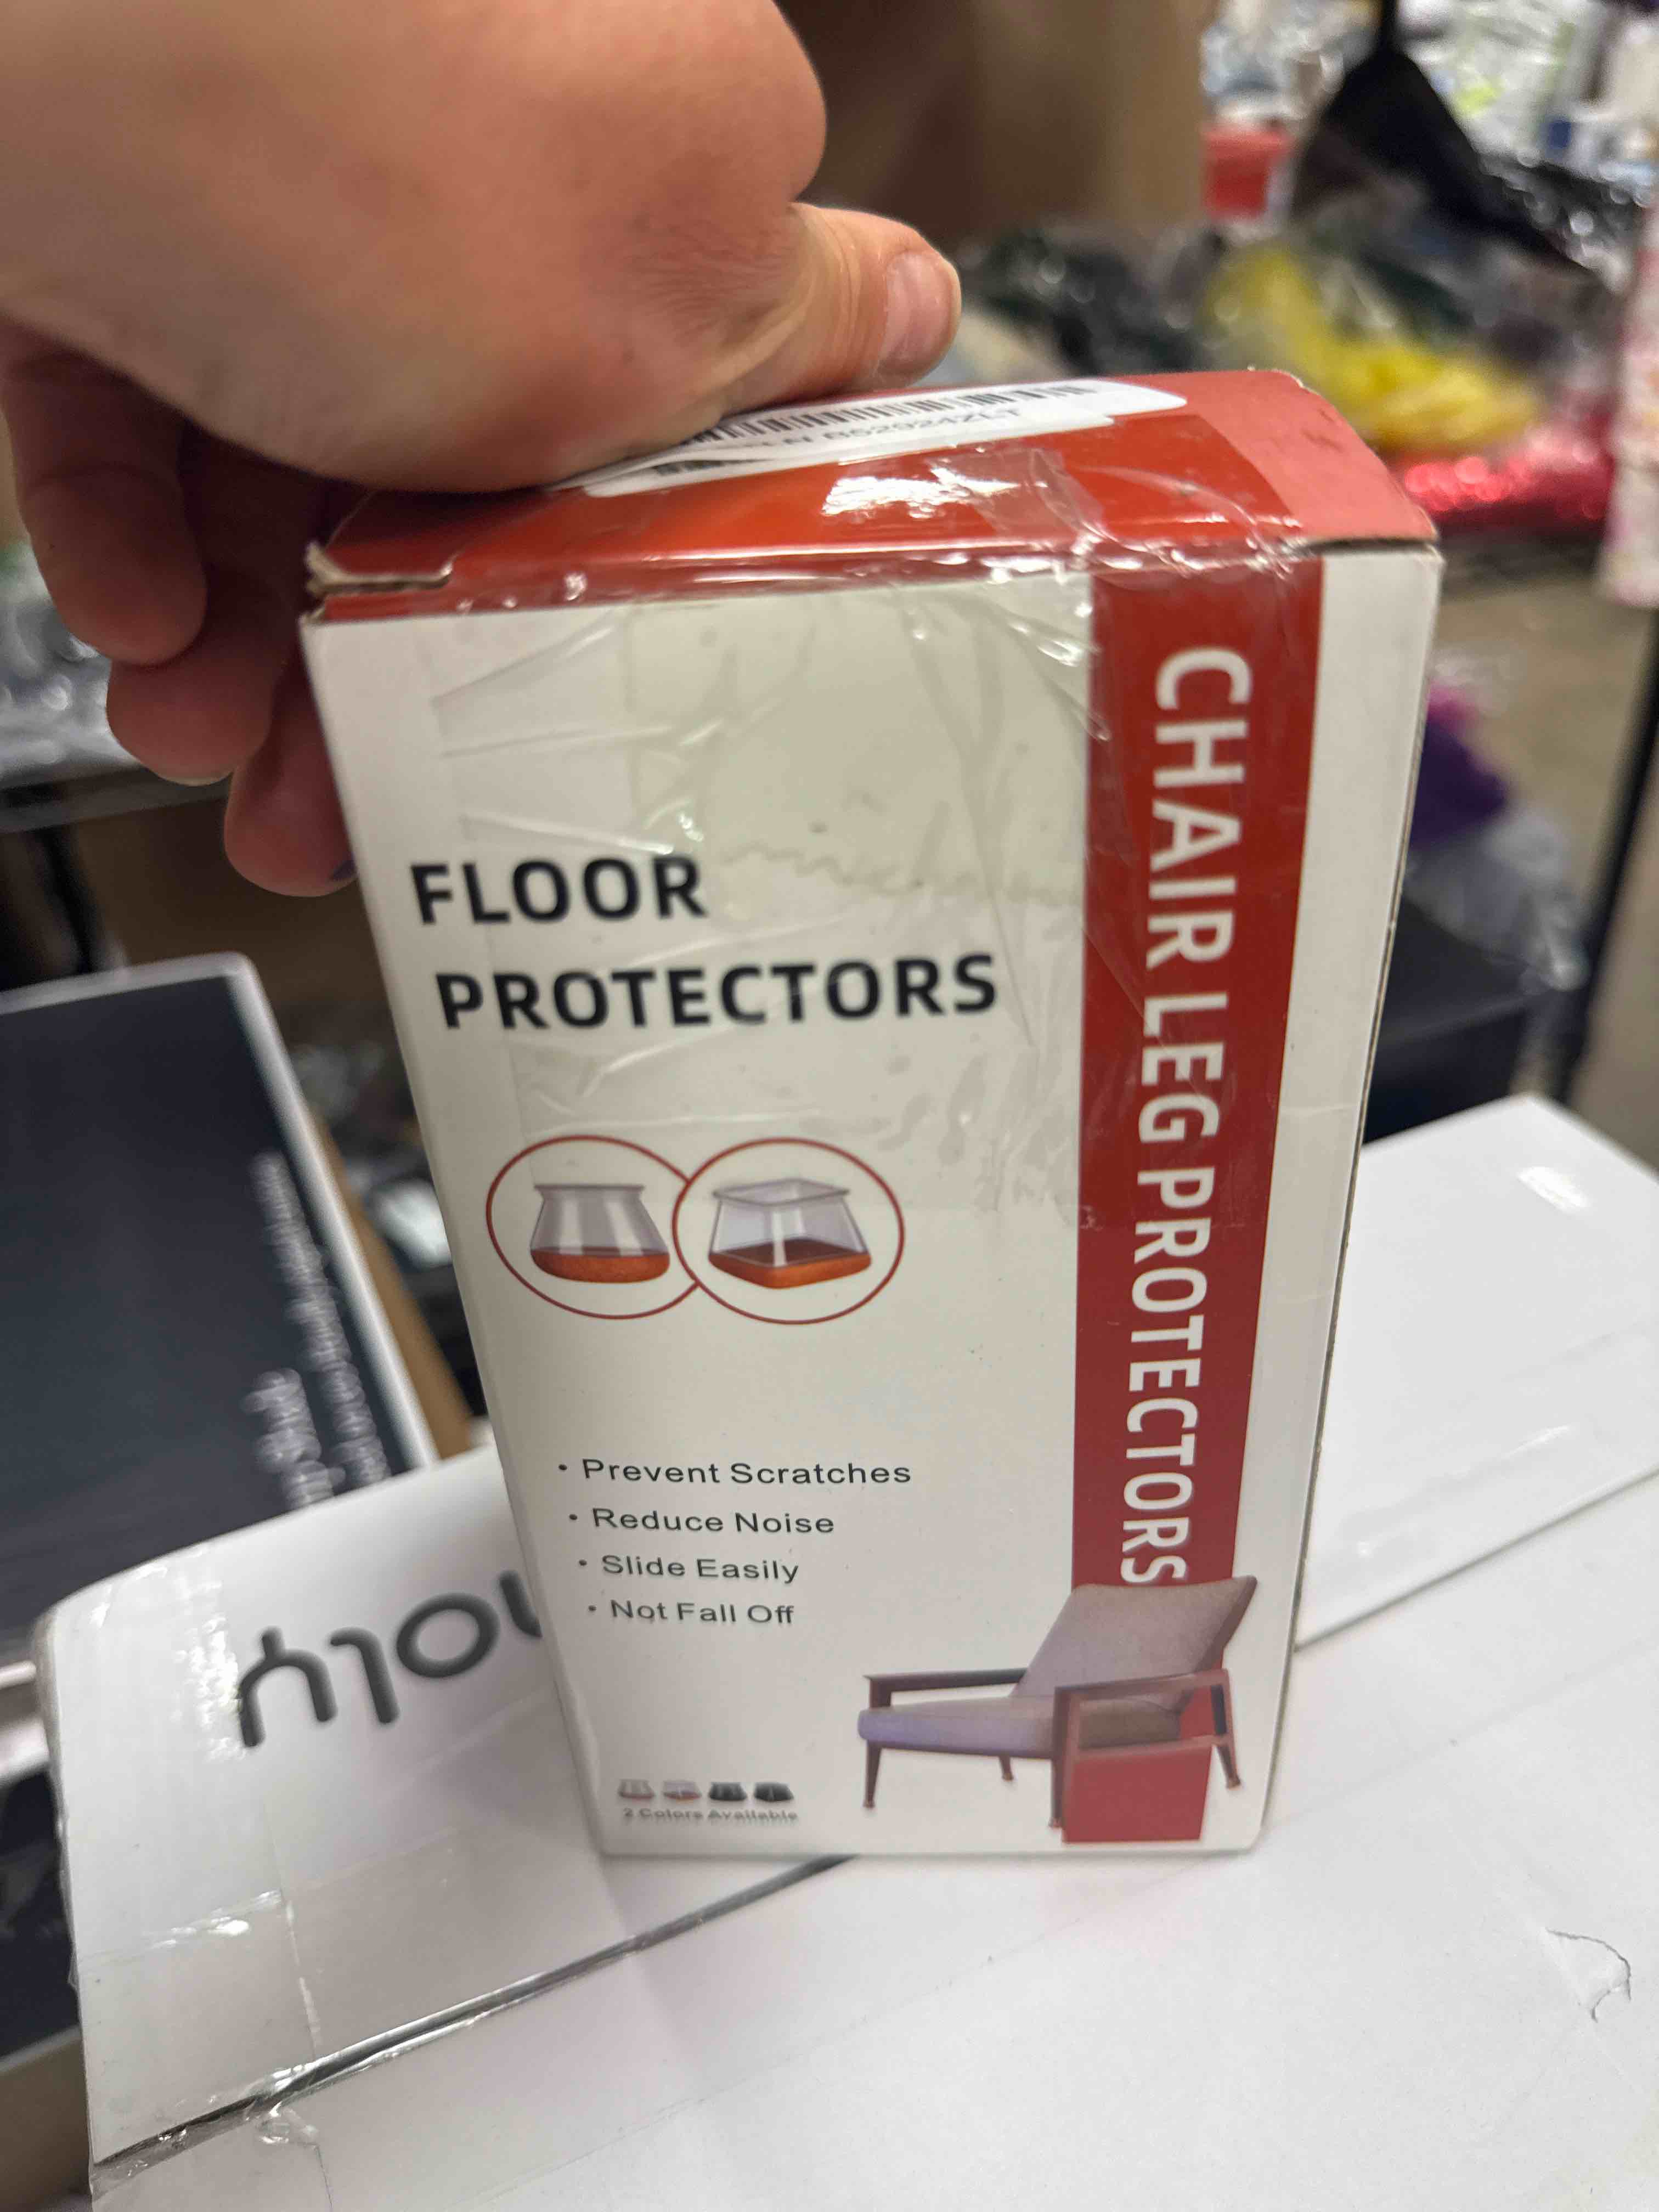 FLOOR
PROTECTORS
CHAIR LEG PROTECTORS
• Prevent Scratches
• Reduce Noise
• Slide Easily
• Not Fall Off
2 Colors Available